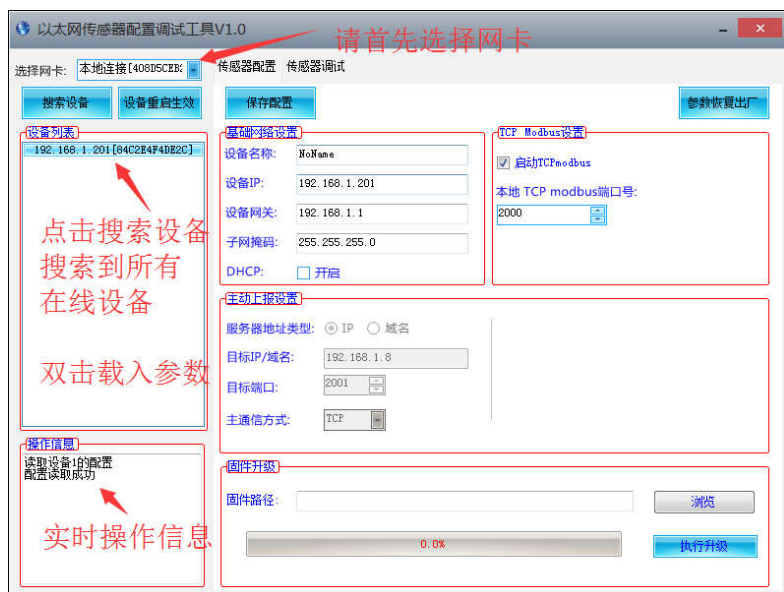 以太网传感器配置调试工具V1.0
请首先选择网卡
选择网卡: 本地连接[408D5CEB:
传感器配置 传感器调试
搜索设备 设备重启生效 保存配置 参数恢复出厂
设备列表
192.168.1.201[84C2E4F4DE2C]
点击搜索设备
搜索到所有
在线设备
双击载入参数
基础网络设置
设备名称: NoName
设备IP: 192.168.1.201
设备网关: 192.168.1.1
子网掩码: 255.255.255.0
DHCP: 开启
TCP Modbus设置
启动TCPmodbus
本地 TCP modbus端口号:
2000
主动上报设置
服务器地址类型: IP 域名
目标IP/域名: 192.168.1.8
目标端口: 2001
主通信方式: TCP
操作信息
读取设备1的配置
配置读取成功
实时操作信息
固件升级
固件路径: 浏览
0.0% 执行升级